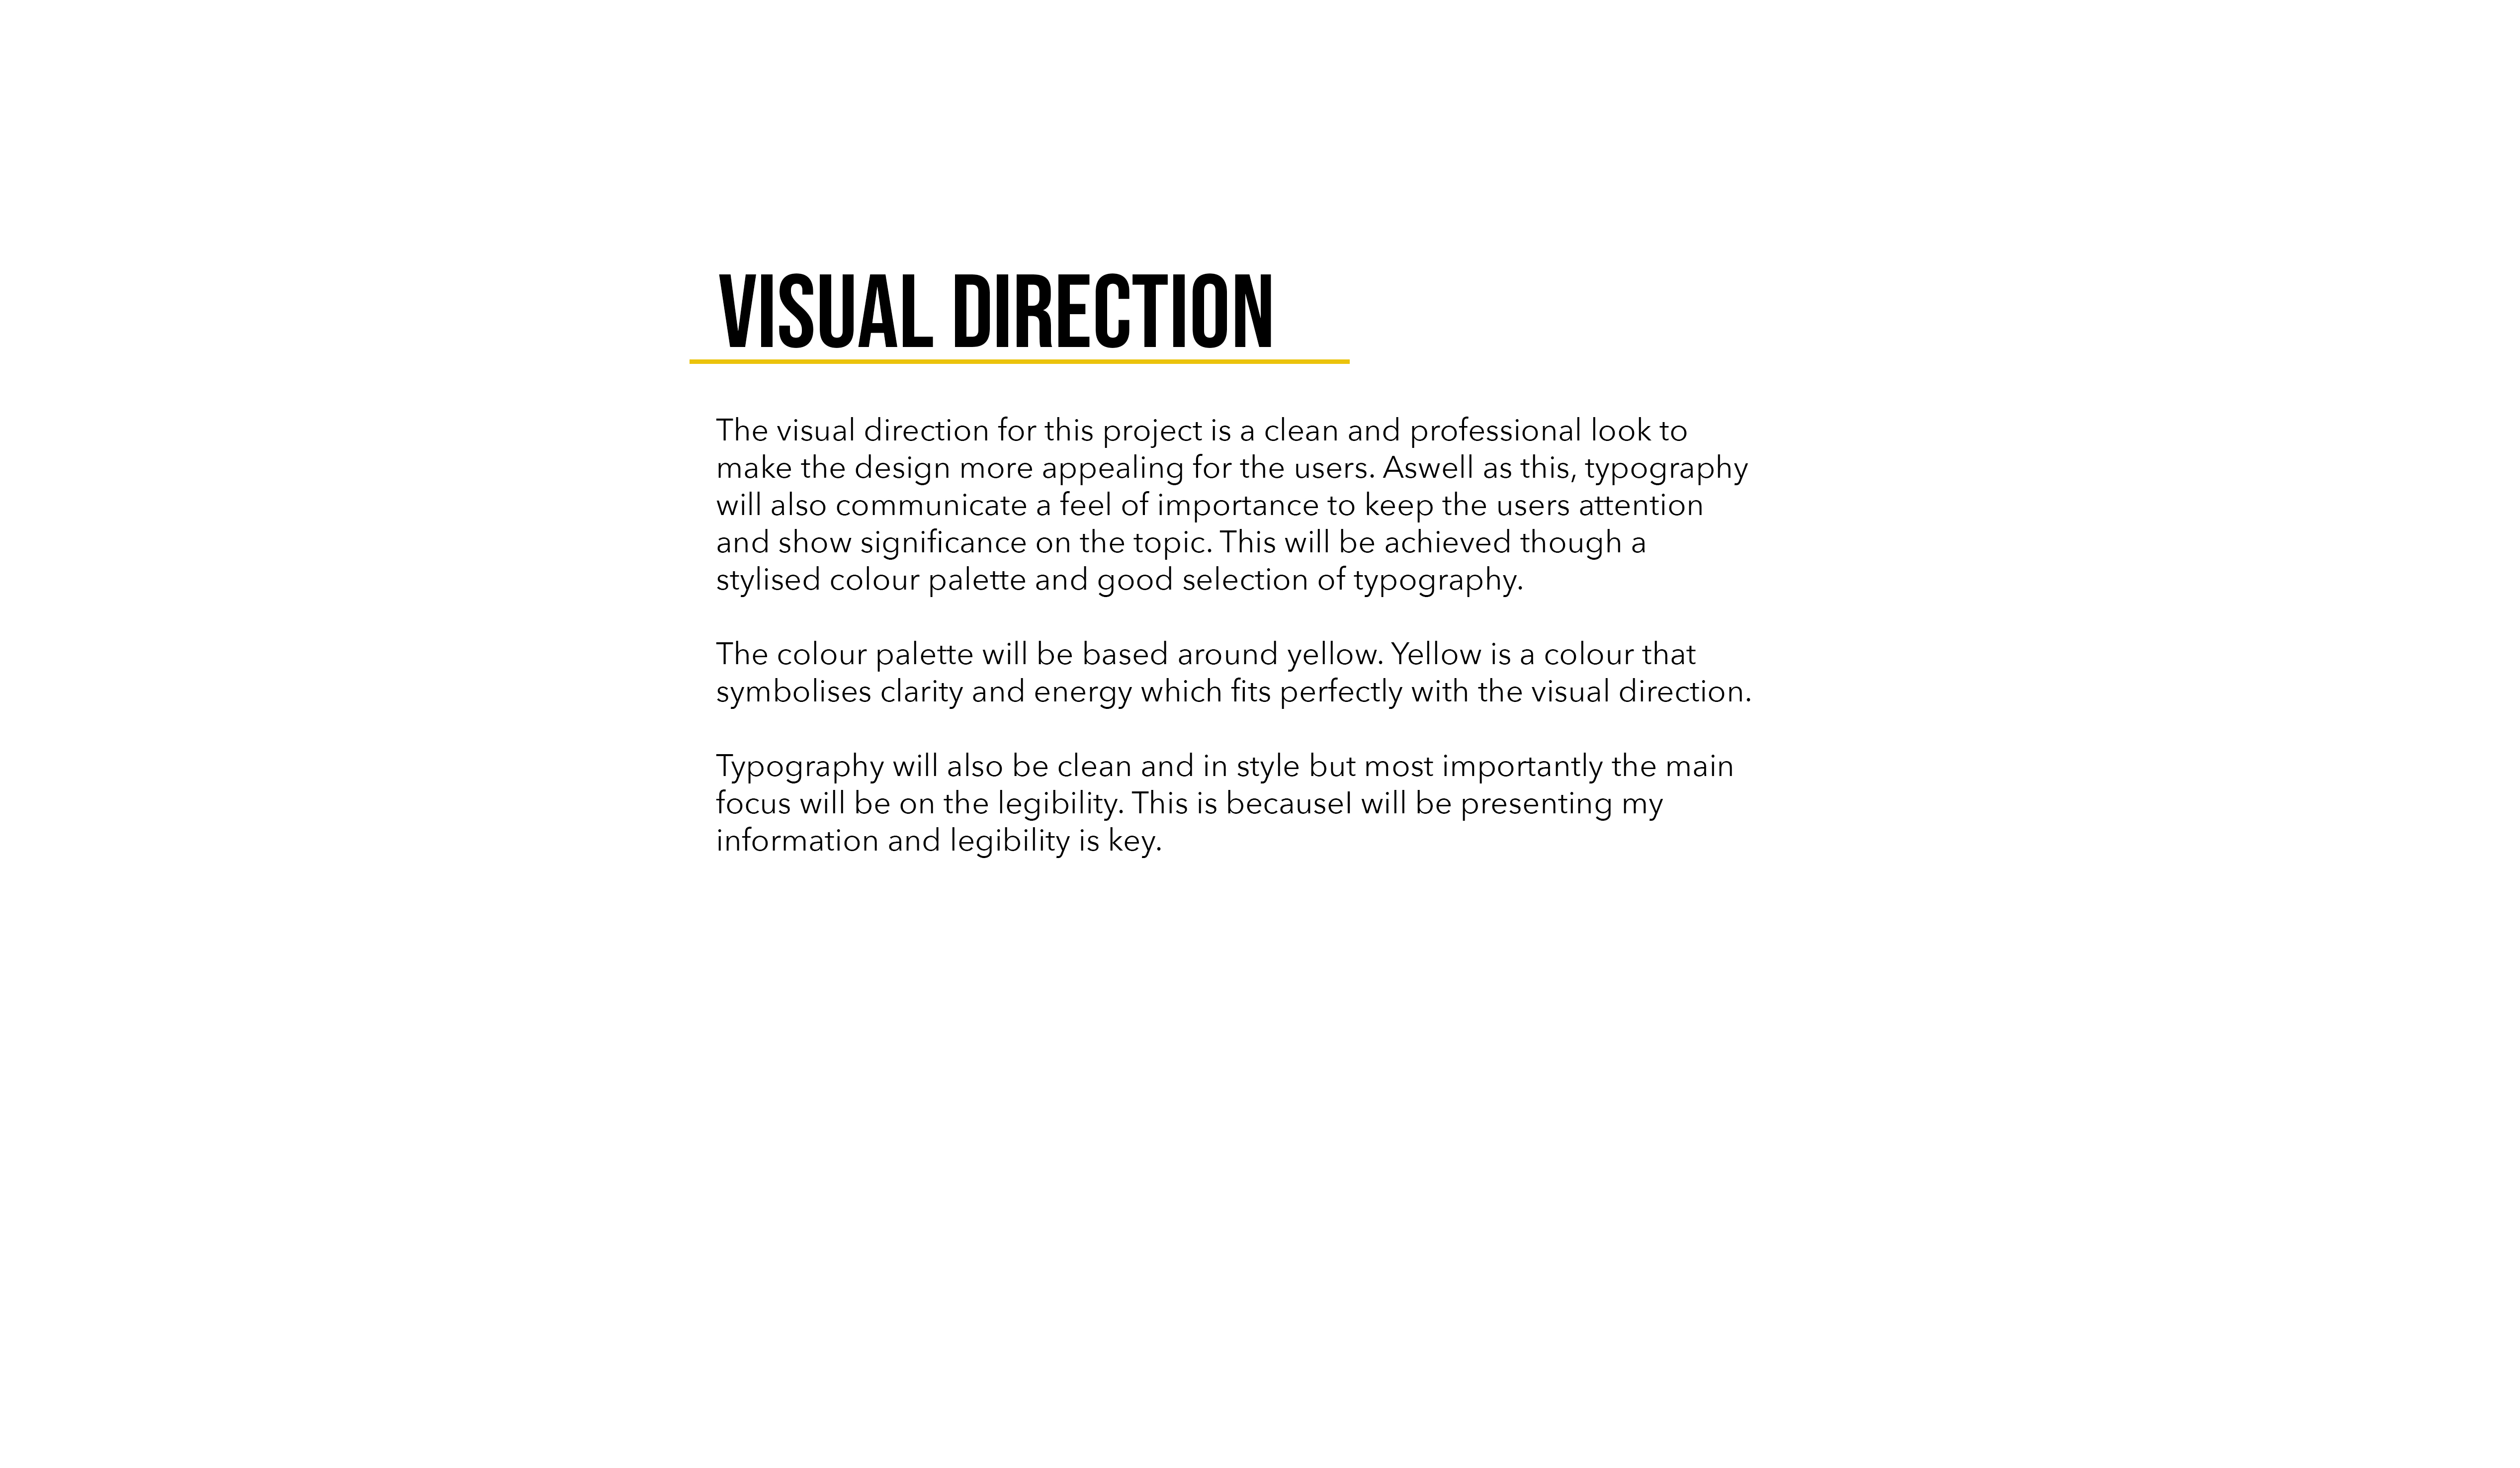 VISUAL DIRECTION
The visual direction for this project is a clean and professional look to
make the design more appealing for the users. Aswell as this, typography
will also communicate a feel of importance to keep the users attention
and show significance on the topic. This will be achieved though a
stylised colour palette and good selection of typography.
The colour palette will be based around yellow. Yellow is a colour that
symbolises clarity and energy which fits perfectly with the visual direction.
Typography will also be clean and in style but most importantly the main
focus will be on the legibility. This is becauseI will be presenting my
information and legibility is key.